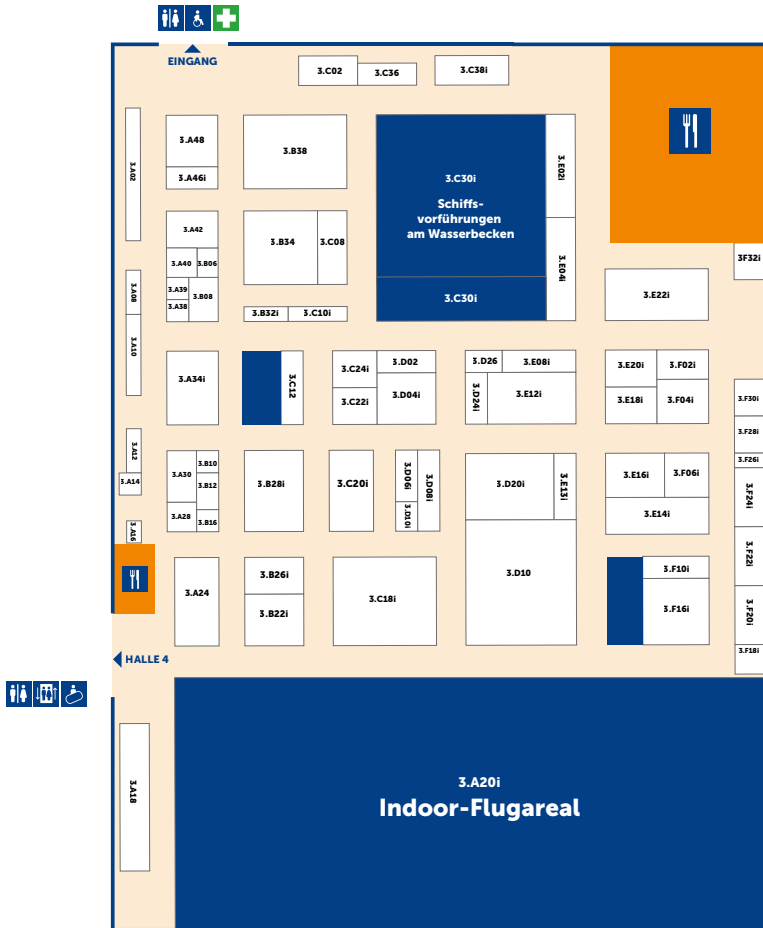 EINGANG
3.C02
3.C36
3.C38i
3.A02
3.A48
3.A46i
3.B38
3.C30i
Schiffs-
vorführungen
am Wasserbecken
3.C30i
3.E02i
3.E04i
3.A42
3.A40
3.B06
3.A39
3.A38
3.B08
3.B34
3.C08
3.B32i
3.C10i
3F32i
3.E22i
3.A08
3.A10
3.A34i
3.C12
3.C24i
3.C22i
3.D02
3.D04i
3.D26
3.E08i
3.D24i
3.E12i
3.E20i
3.F02i
3.E18i
3.F04i
3.F30i
3.F28i
3.F26i
3.F24i
3.F22i
3.F20i
3.F18i
3.A12
3.A14
3.A16
3.A30
3.A28
3.B10
3.B12
3.B16
3.B28i
3.C20i
3.D06i
3.D10i
3.D08i
3.D20i
3.E13i
3.D10
3.E16i
3.F06i
3.E14i
3.A24
3.B26i
3.B22i
3.C18i
3.F10i
3.F16i
HALLE 4
3.A18
3.A20i
Indoor-Flugareal